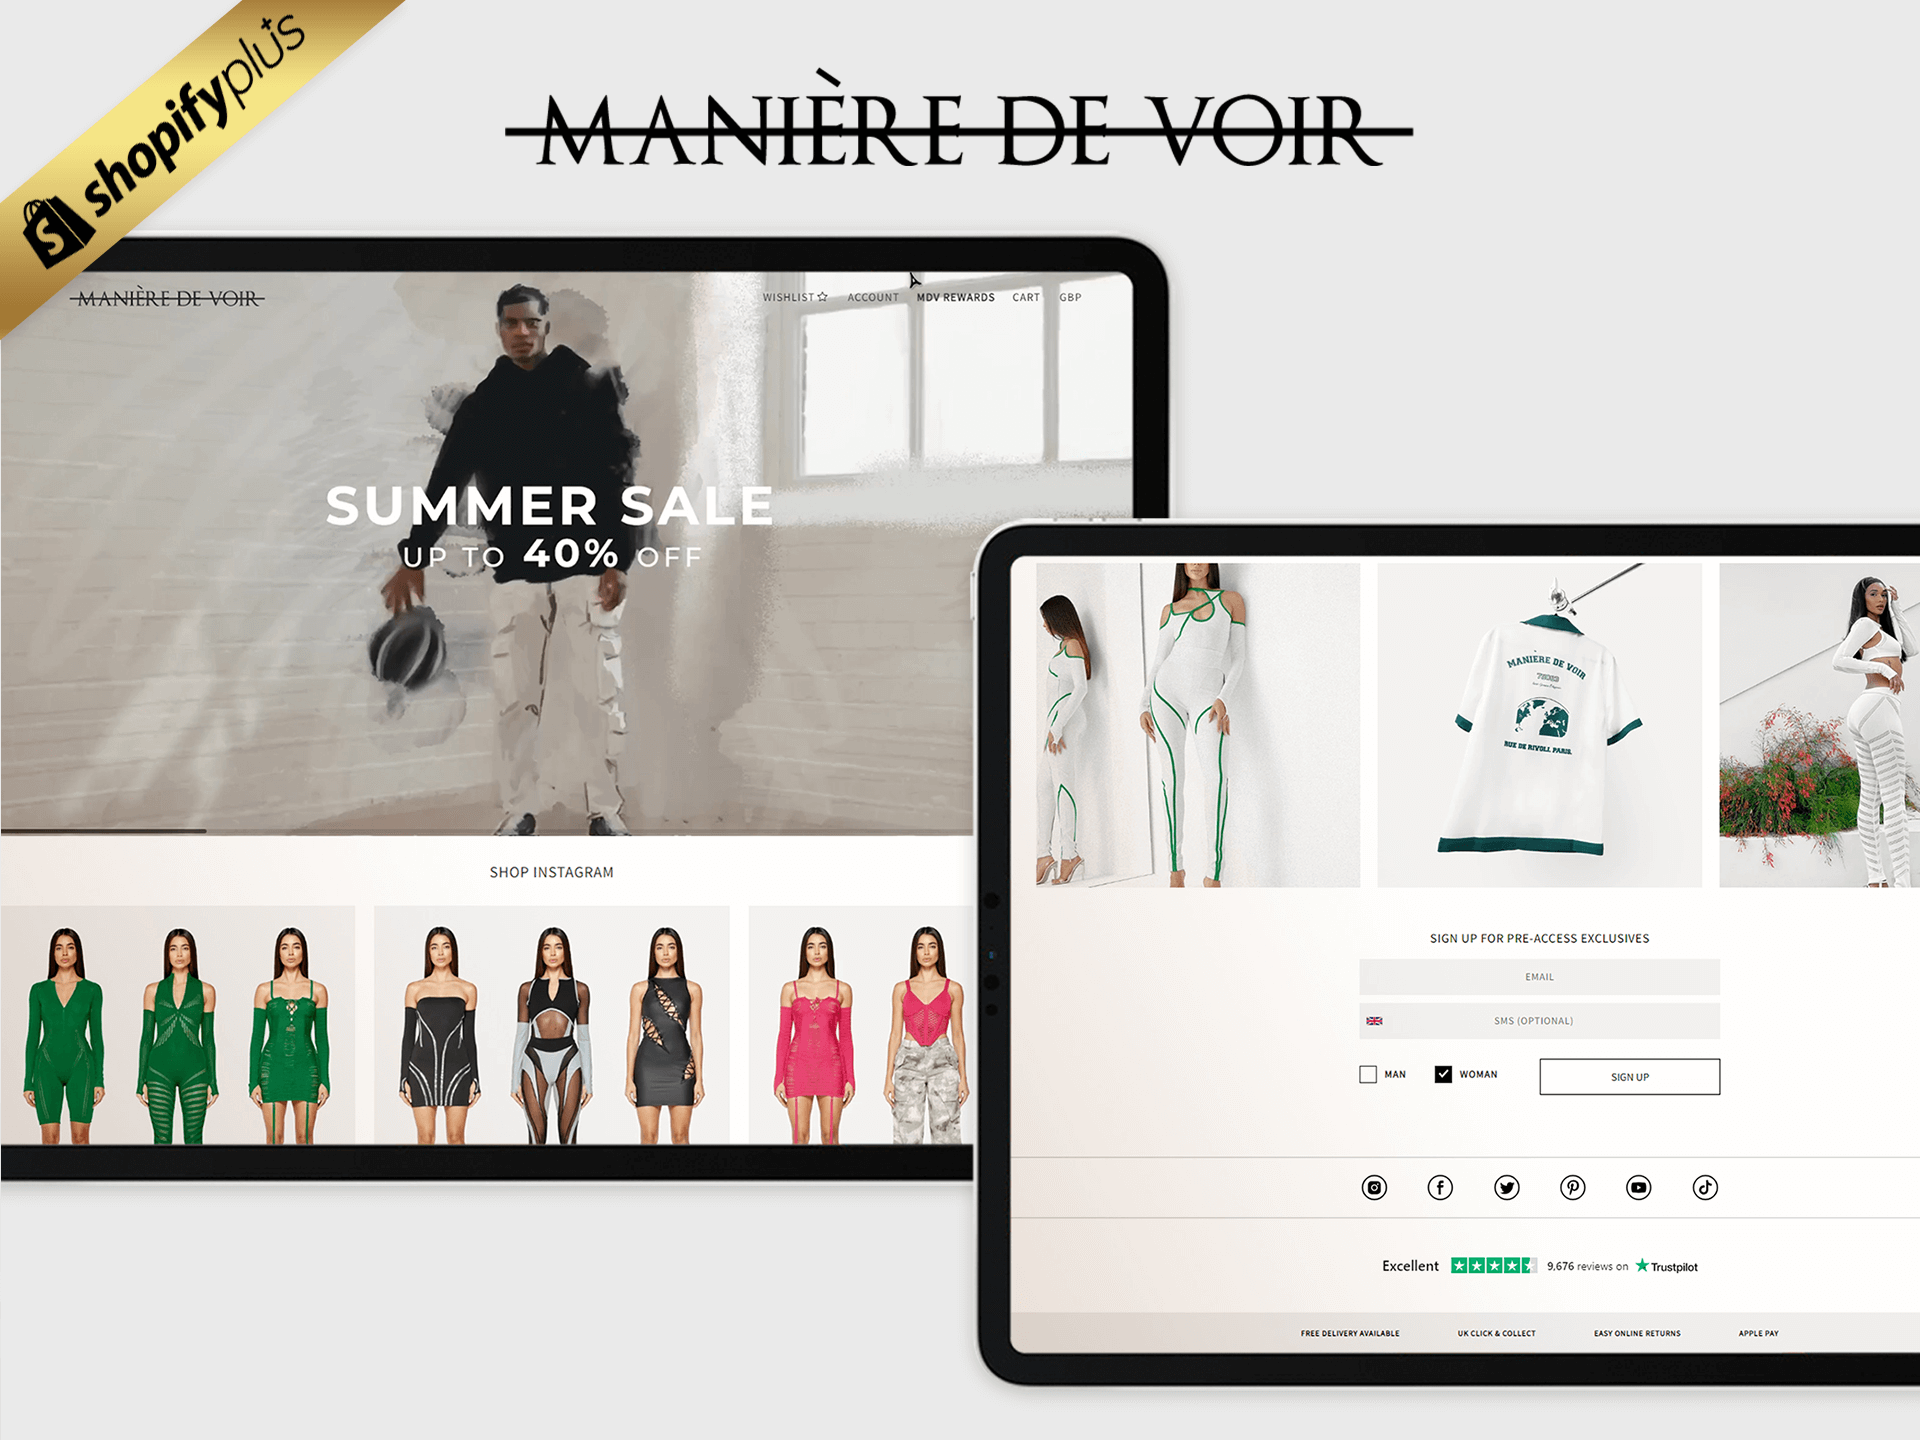 shopifyplus
MANIÈRE DE VOIR
MANIÈRE DE VOIR
WISHLIST ACCOUNT MDV REWARDS CART GBP
SUMMER SALE
UP TO 40% OFF
SHOP INSTAGRAM
MANIERE DE VOIR
RUE DE RIVOLI, PARIS.
SIGN UP FOR PRE-ACCESS EXCLUSIVES
EMAIL
SMS (OPTIONAL)
MAN WOMAN SIGN UP
Excellent 9,676 reviews on Trustpilot
FREE DELIVERY AVAILABLE UK CLICK & COLLECT EASY ONLINE RETURNS APPLE PAY